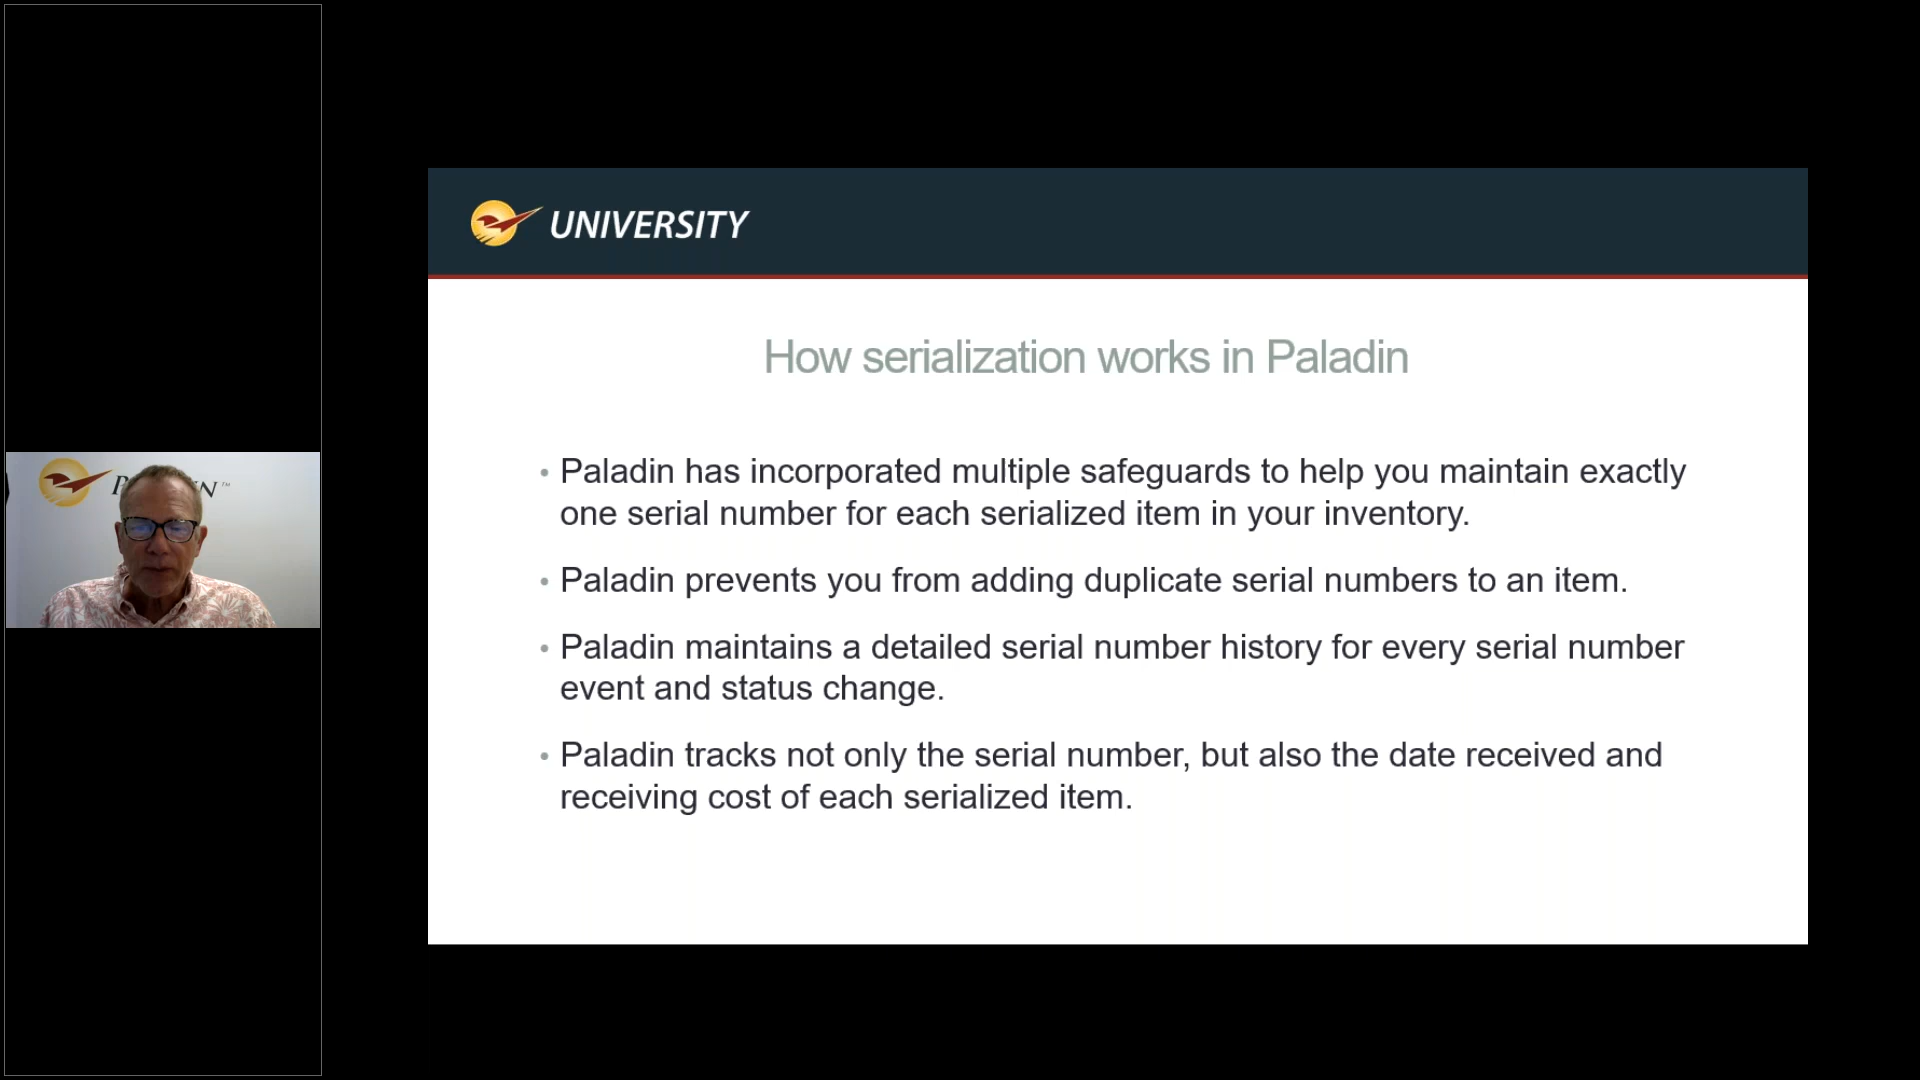 UNIVERSITY
How serialization works in Paladin
• Paladin has incorporated multiple safeguards to help you maintain exactly
one serial number for each serialized item in your inventory.
• Paladin prevents you from adding duplicate serial numbers to an item.
• Paladin maintains a detailed serial number history for every serial number
event and status change.
• Paladin tracks not only the serial number, but also the date received and
receiving cost of each serialized item.